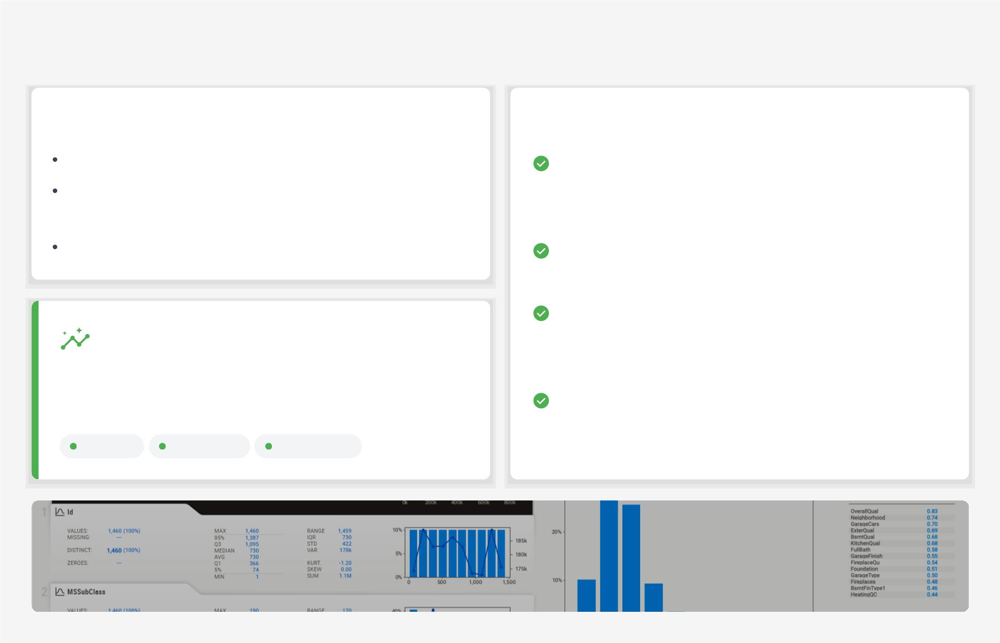 0k 200k 400k 600k 800k
1 Id
VALUES: 1,460 (100%)
MISSING: ---
DISTINCT: 1,460 (100%)
ZEROES: ---
MAX 1,460
95% 1,387
Q3 1,095
MEDIAN 730
AVG 730
Q1 366
5% 74
MIN 1
RANGE 1,459
IQR 730
STD 422
VAR 178k
KURT. -1.20
SKEW 0.00
SUM 1.1M
10%
5%
0%
185k
180k
175k
0 500 1,000 1,500
2 MSSubClass
VALUES: 1,460 (100%)
MAX 190
RANGE 170
40%
20%
10%
OverallQual 0.83
Neighborhood 0.74
GarageCars 0.70
ExterQual 0.69
BsmtQual 0.68
KitchenQual 0.68
FullBath 0.58
GarageFinish 0.55
FireplaceQu 0.54
Foundation 0.51
GarageType 0.50
Fireplaces 0.48
BsmtFinType1 0.46
HeatingQC 0.44